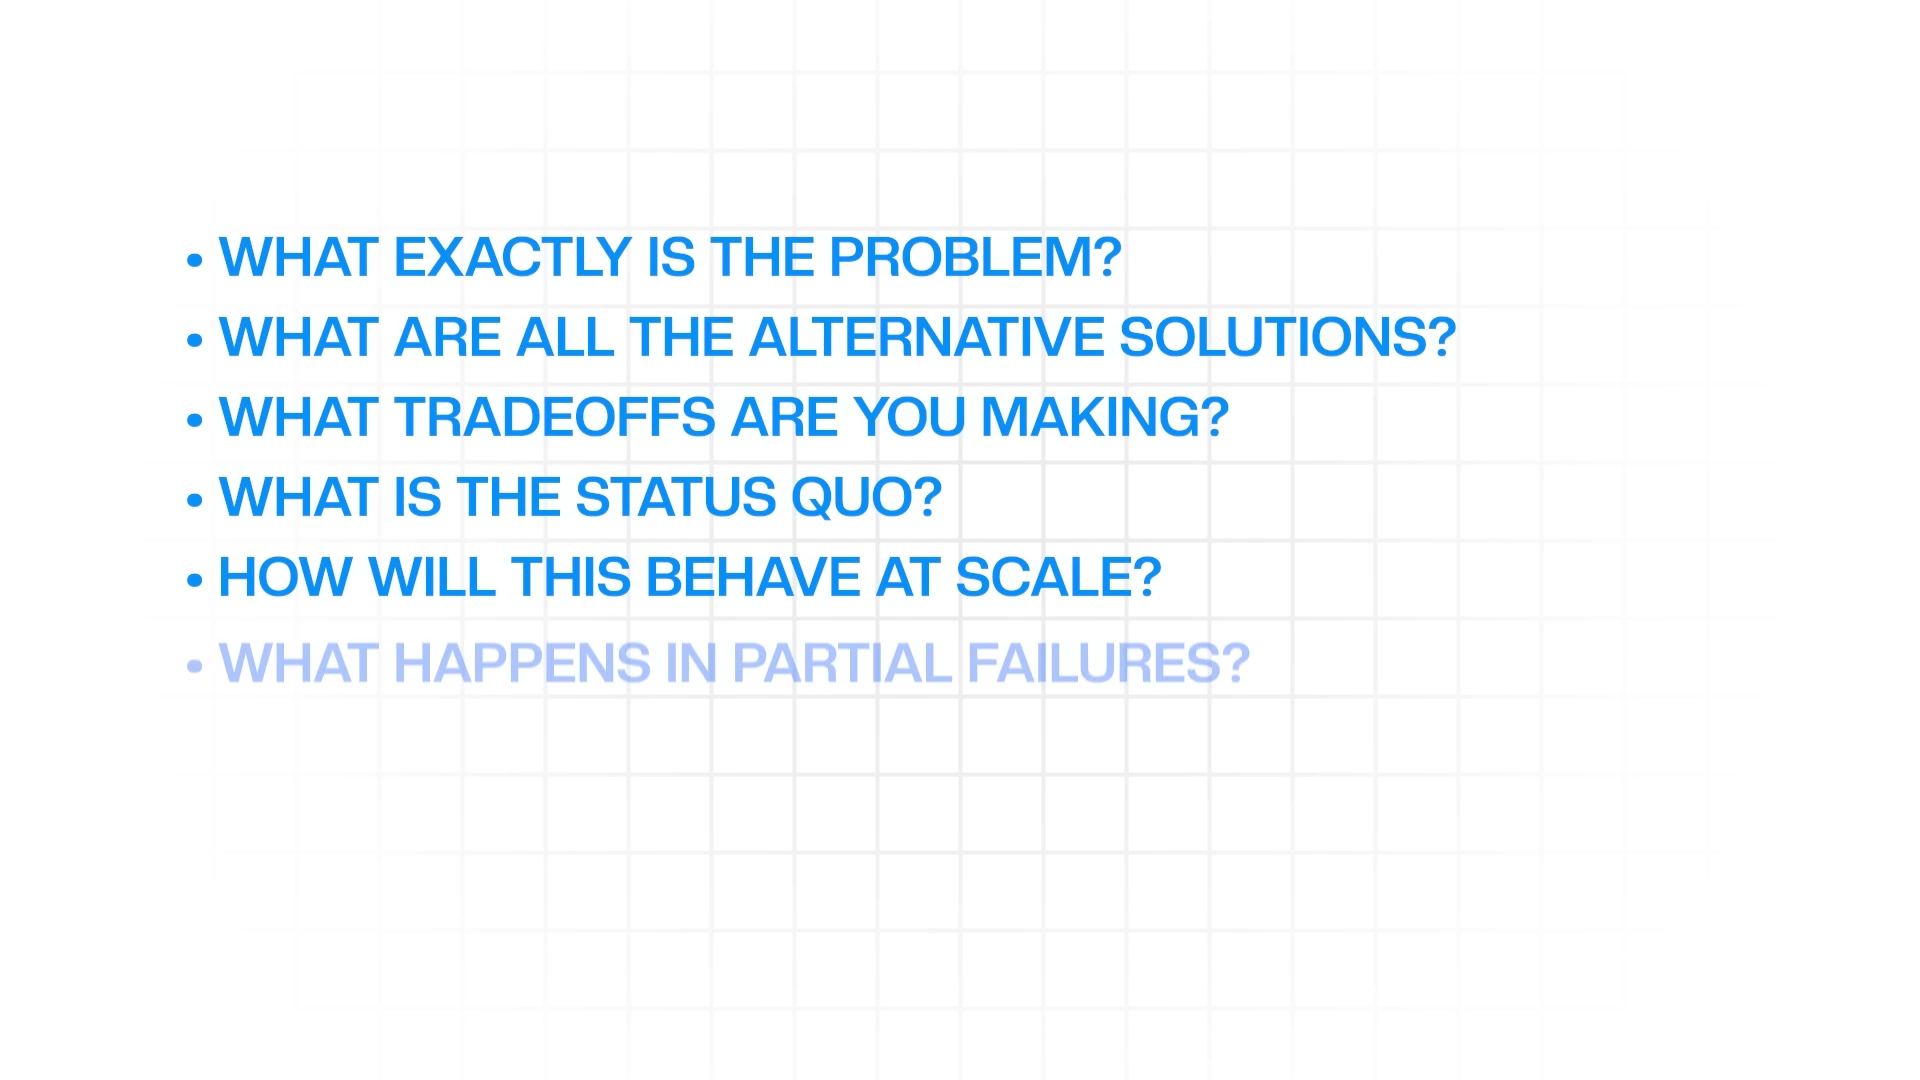 • WHAT EXACTLY IS THE PROBLEM?
• WHAT ARE ALL THE ALTERNATIVE SOLUTIONS?
• WHAT TRADEOFFS ARE YOU MAKING?
• WHAT IS THE STATUS QUO?
• HOW WILL THIS BEHAVE AT SCALE?
• WHAT HAPPENS IN PARTIAL FAILURES?